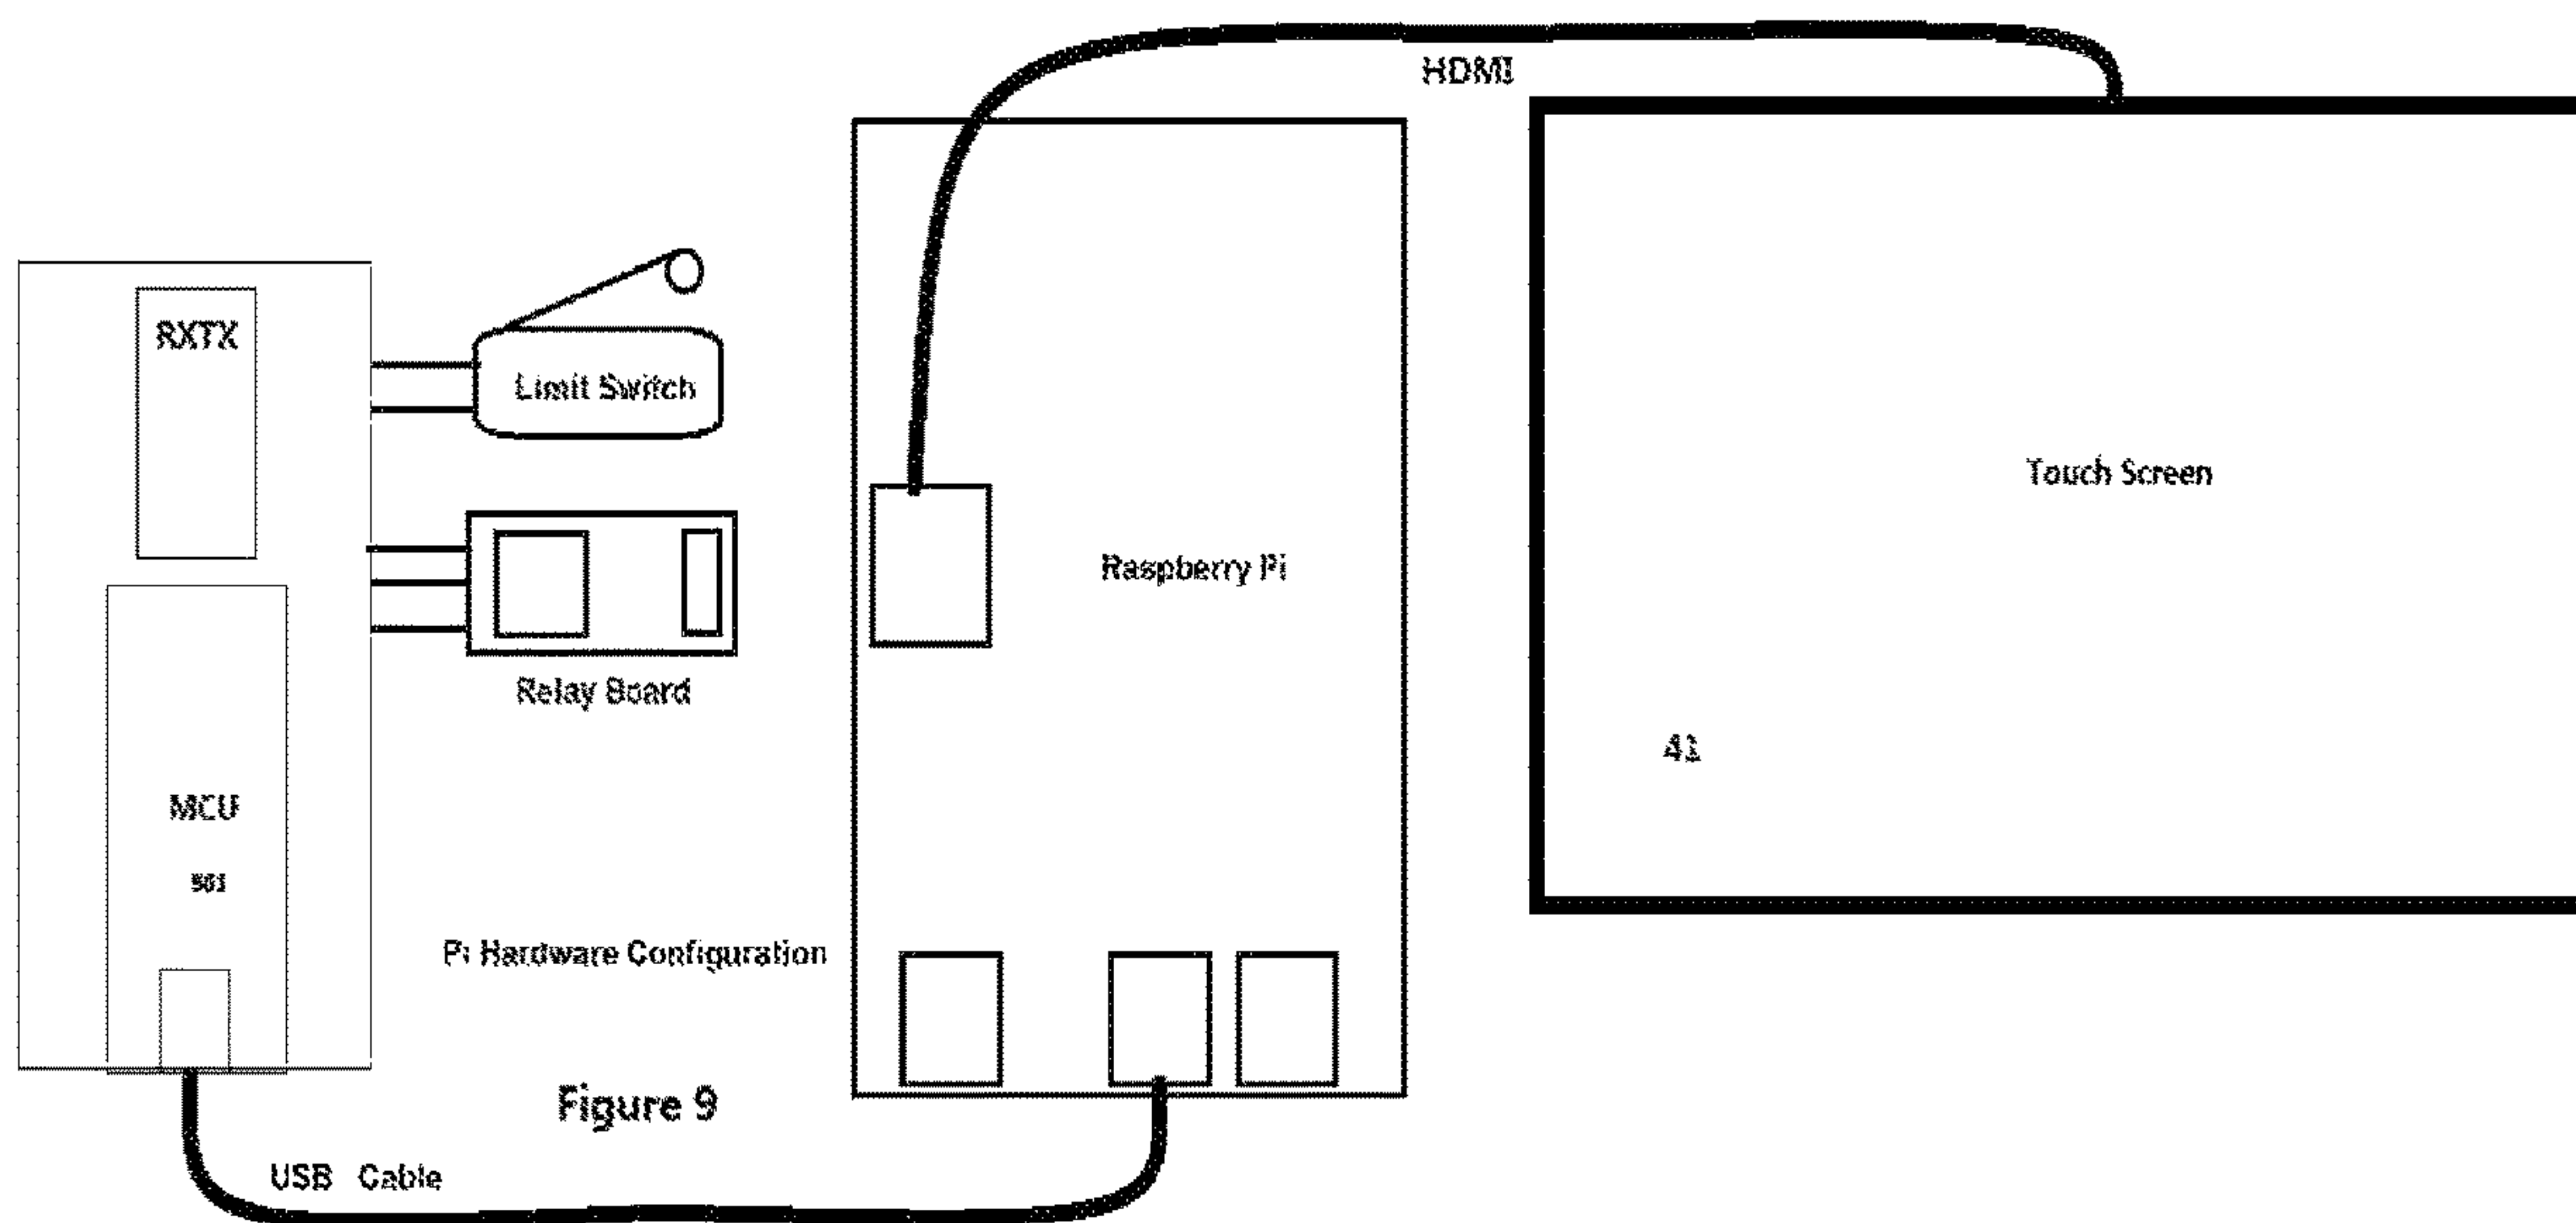 HDMI
RXTX
Limit Switch
Touch Screen
Raspberry Pi
Relay Board
41
MCU
501
Pi Hardware Configuration
Figure 9
USB Cable